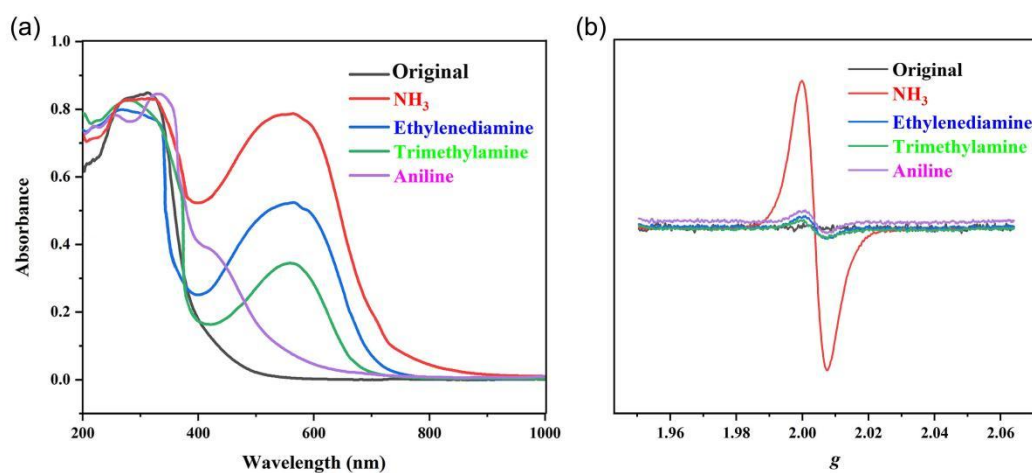 (a)
1.0
0.8
0.6
0.4
0.2
0.0
Absorbance
Original
NH₃
Ethylenediamine
Trimethylamine
Aniline
200
400
600
800
1000
Wavelength (nm)
(b)
Original
NH₃
Ethylenediamine
Trimethylamine
Aniline
1.96
1.98
2.00
2.02
2.04
2.06
g